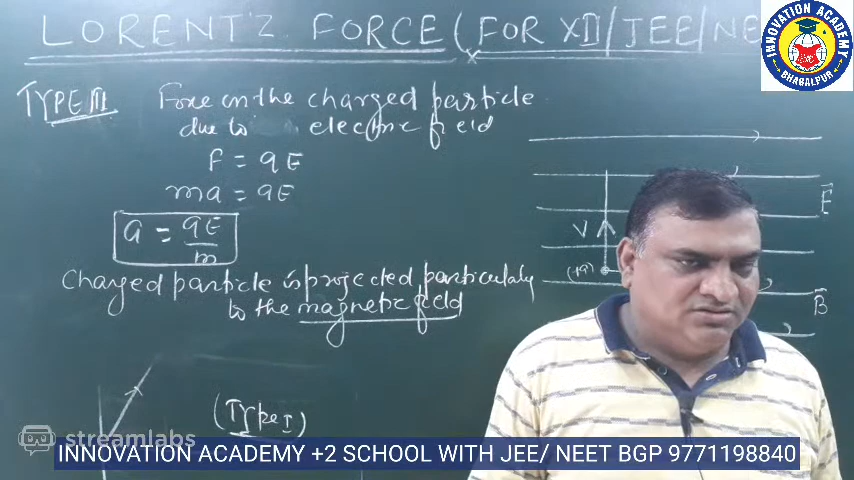 LORENT'Z FORCE (FOR XII/JEE/NE
INNOVATION ACADEMY
BHAGALPUR
TYPE III Force on the charged particle
due to electric field
F = qE
ma = qE
a = qE/m
Charged particle is projected particularly
to the magnetic field
V
(+q)
E
B
(Type I)
streamlabs
INNOVATION ACADEMY +2 SCHOOL WITH JEE/ NEET BGP 9771198840